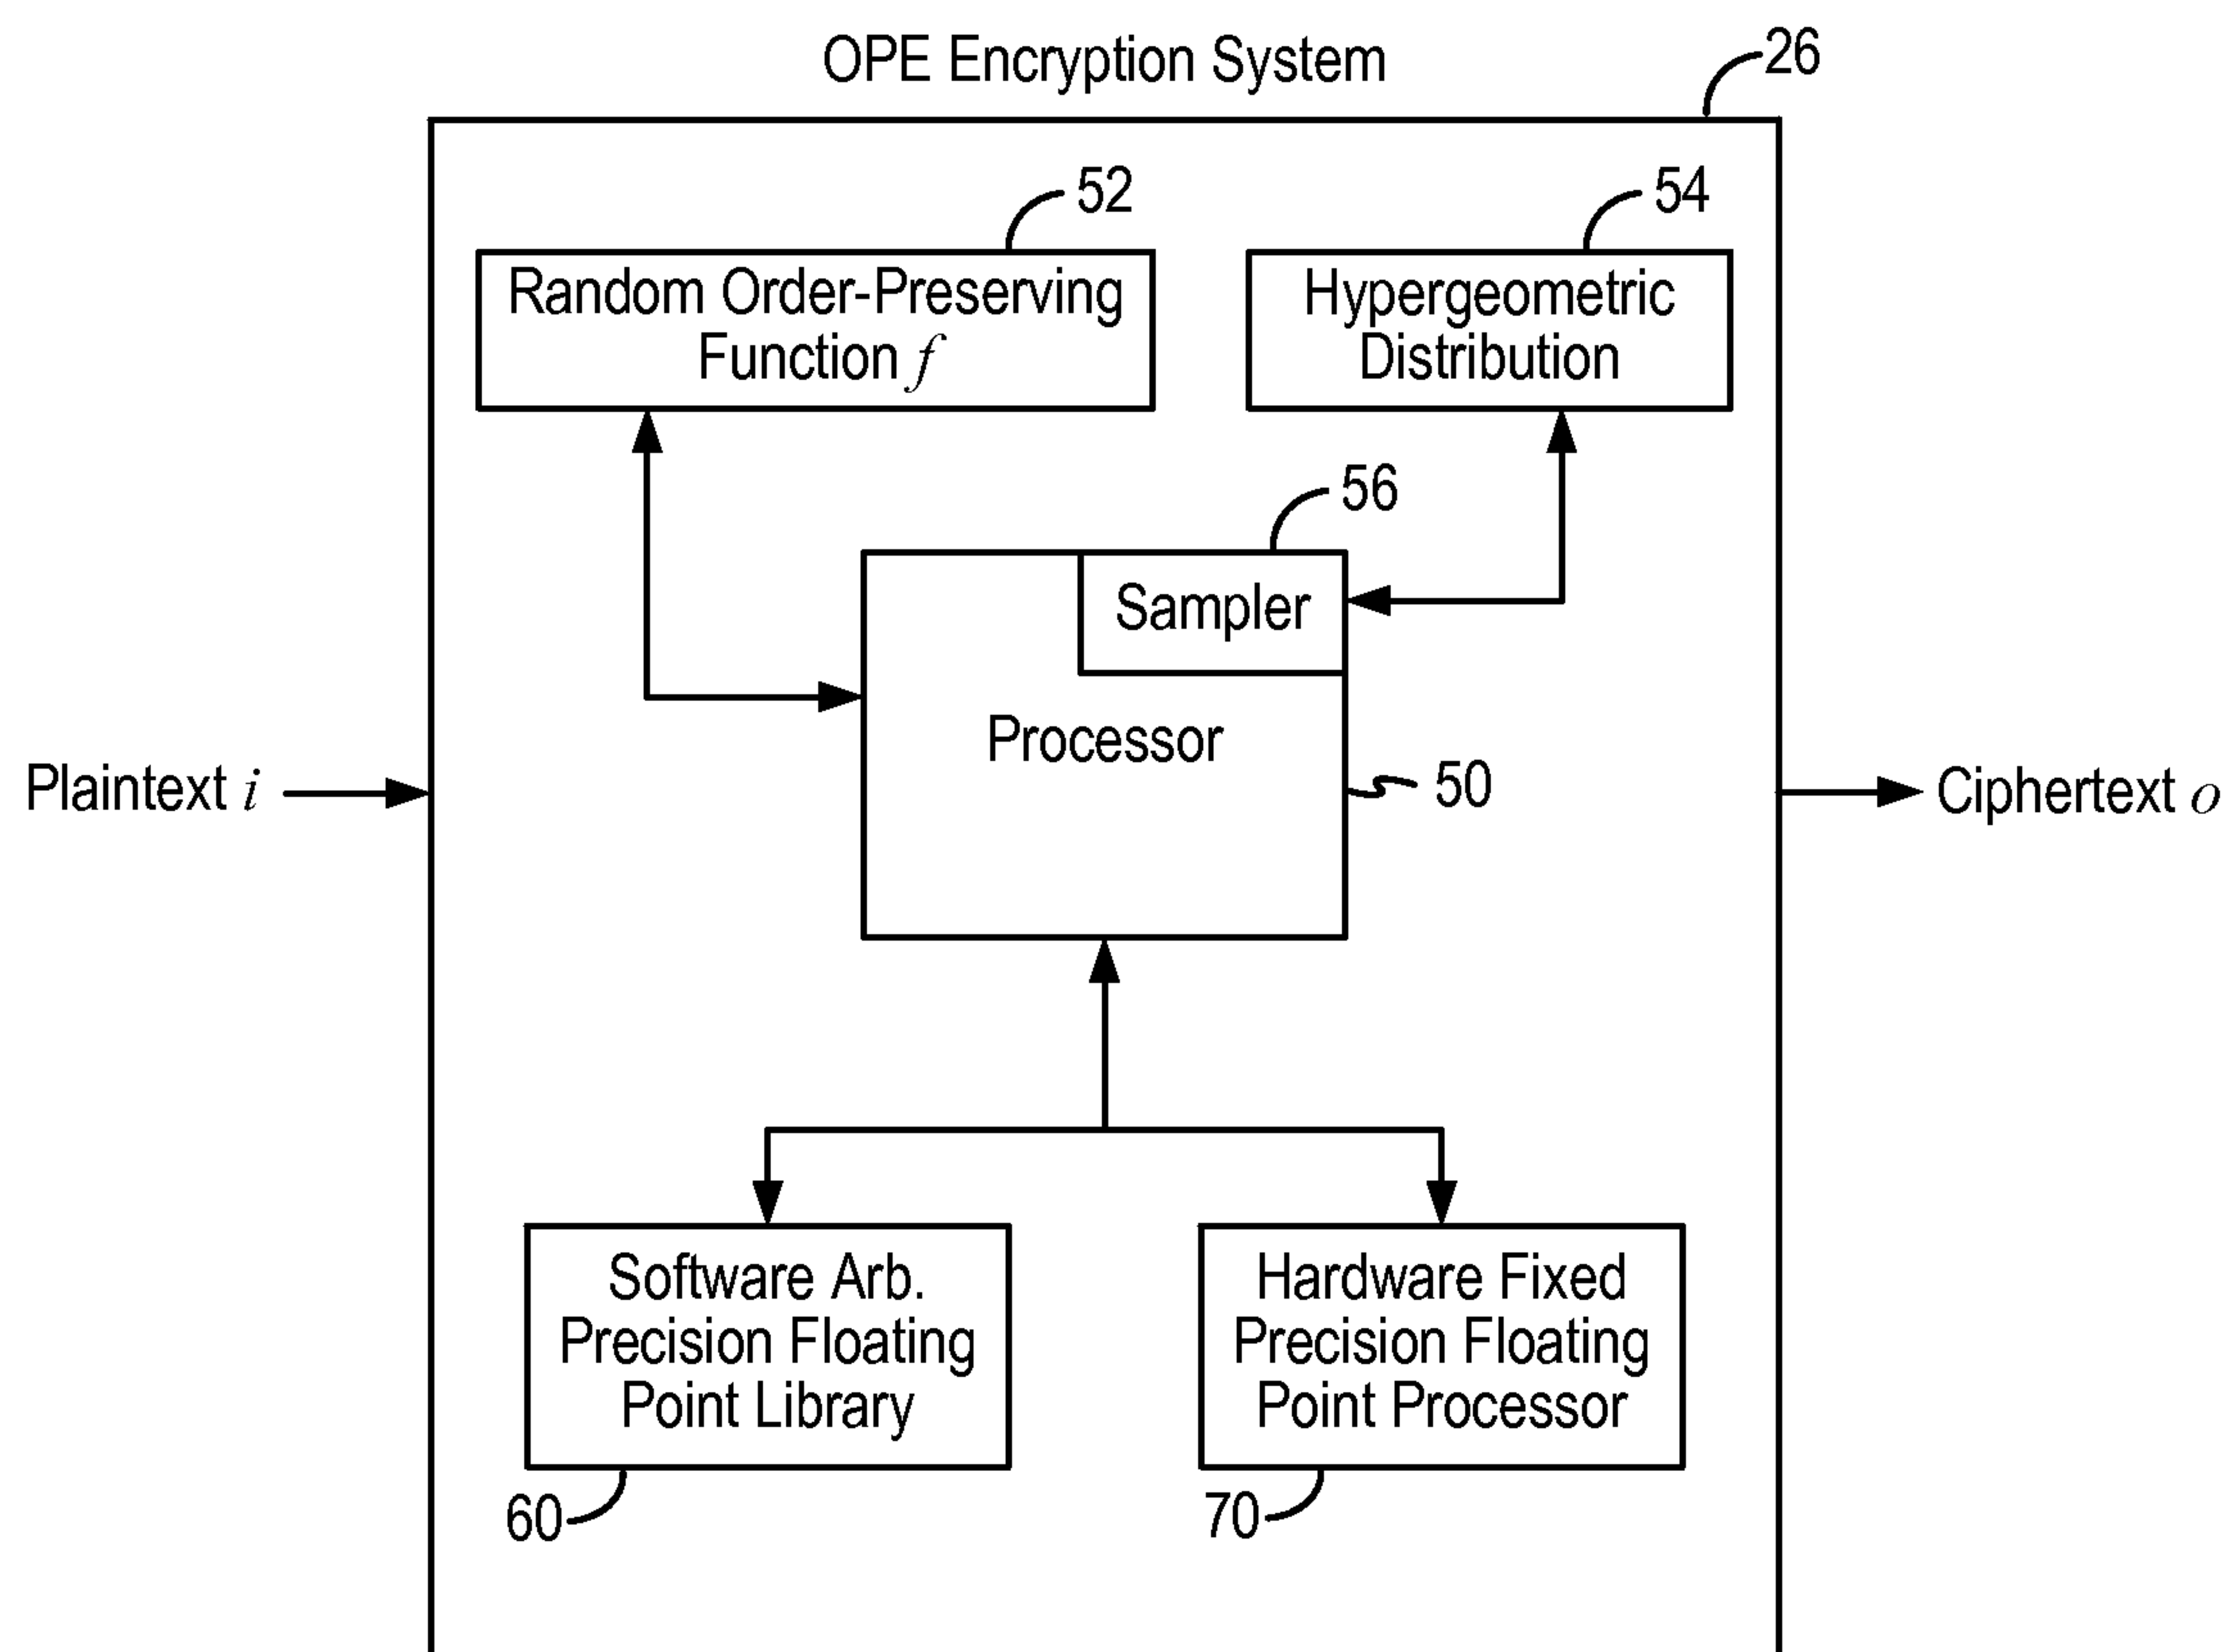 OPE Encryption System
26
52
54
Random Order-Preserving
Function f
Hypergeometric
Distribution
56
Sampler
Processor
50
Plaintext i
Ciphertext o
Software Arb.
Precision Floating
Point Library
Hardware Fixed
Precision Floating
Point Processor
60
70